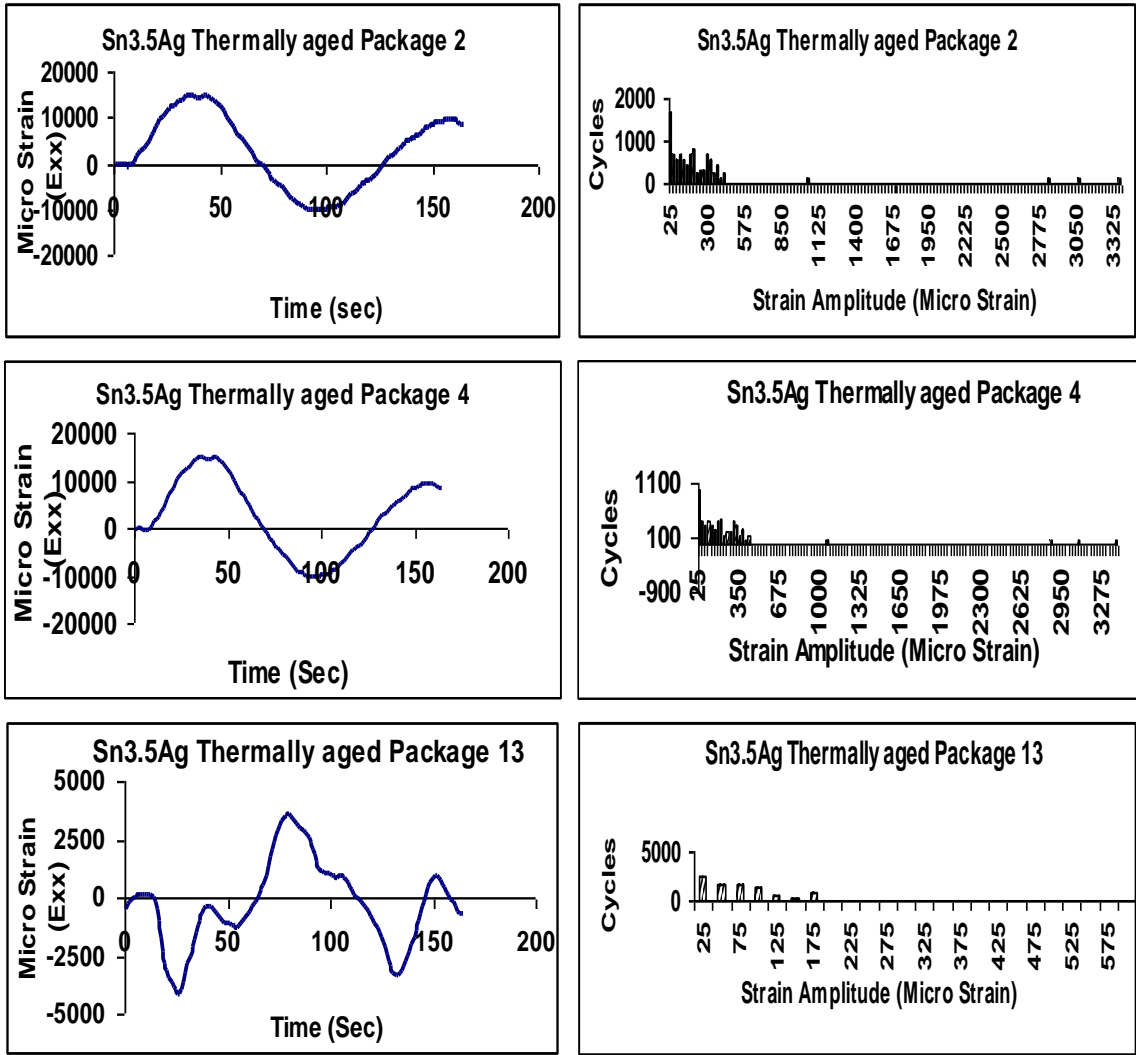 Sn3.5Ag Thermally aged Package 2
20000
10000
0
-10000
-20000
0 50 100 150 200
Micro Strain
(Exx)
Time (sec)
Sn3.5Ag Thermally aged Package 2
2000
1000
0
Cycles
25 300 575 850 1125 1400 1675 1950 2225 2500 2775 3050 3325
Strain Amplitude (Micro Strain)
Sn3.5Ag Thermally aged Package 4
20000
10000
0
-10000
-20000
0 50 100 150 200
Micro Strain
(Exx)
Time (Sec)
Sn3.5Ag Thermally aged Package 4
1100
100
-900
Cycles
25 350 675 1000 1325 1650 1975 2300 2625 2950 3275
Strain Amplitude (Micro Strain)
Sn3.5Ag Thermally aged Package 13
5000
2500
0
-2500
-5000
0 50 100 150 200
Micro Strain
(Exx)
Time (Sec)
Sn3.5Ag Thermally aged Package 13
5000
0
Cycles
25 75 125 175 225 275 325 375 425 475 525 575
Strain Amplitude (Micro Strain)